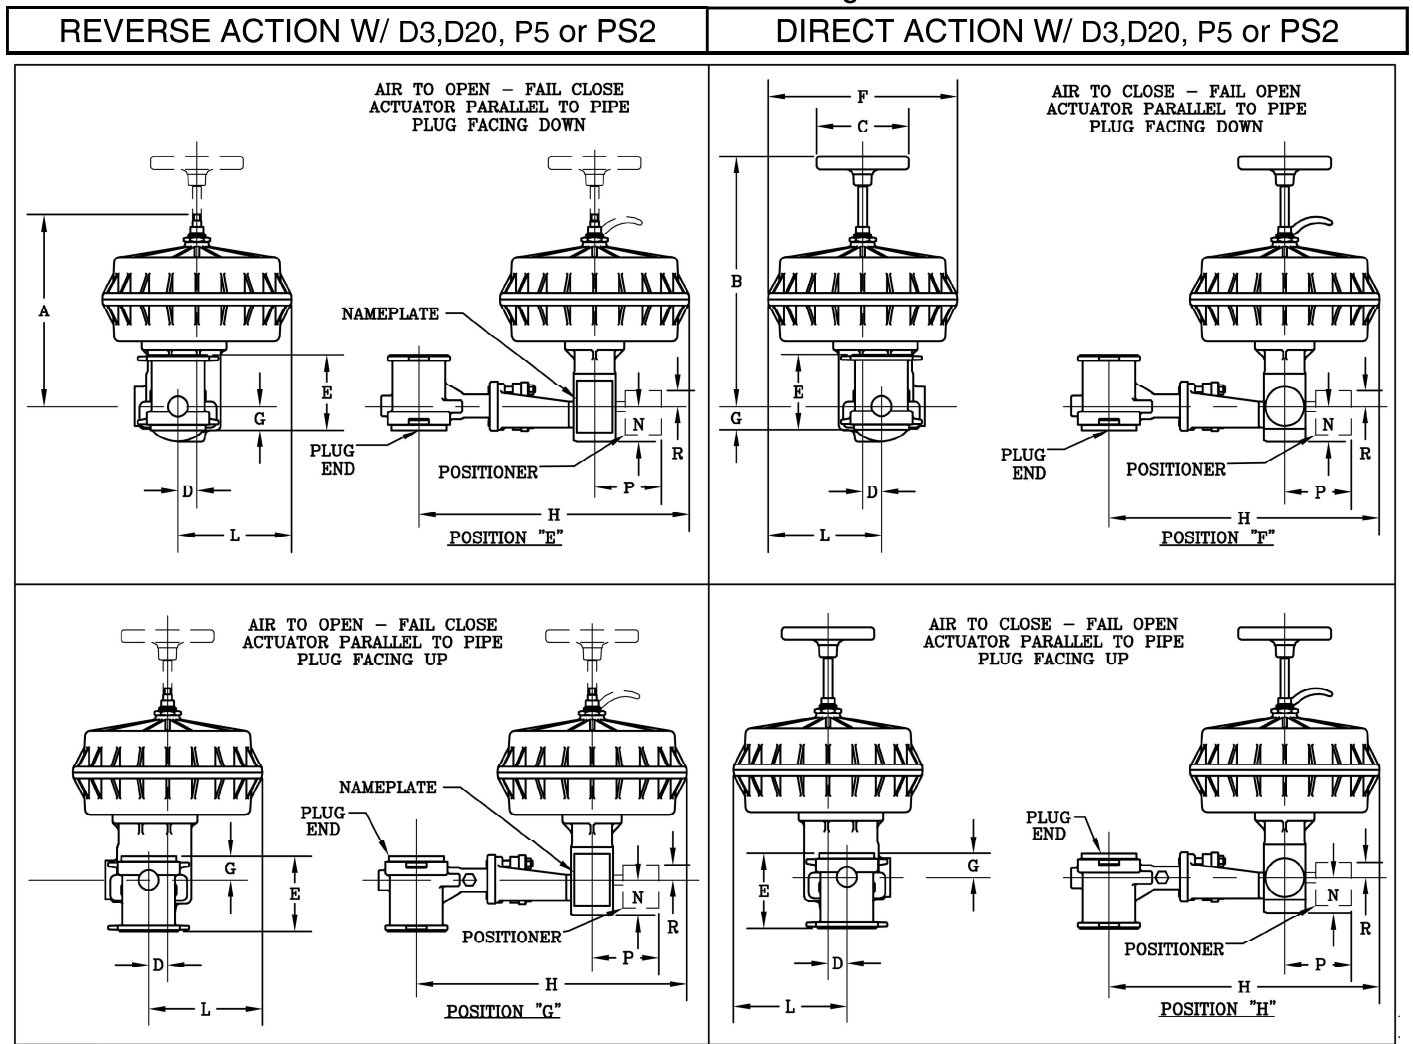 REVERSE ACTION W/ D3,D20, P5 or PS2
DIRECT ACTION W/ D3,D20, P5 or PS2
AIR TO OPEN – FAIL CLOSE
ACTUATOR PARALLEL TO PIPE
PLUG FACING DOWN
A
NAMEPLATE
E
G
PLUG
END
POSITIONER
N
R
D
P
H
L
POSITION "E"
F
C
AIR TO CLOSE – FAIL OPEN
ACTUATOR PARALLEL TO PIPE
PLUG FACING DOWN
B
E
G
PLUG
END
POSITIONER
N
R
D
P
H
L
POSITION "F"
AIR TO OPEN – FAIL CLOSE
ACTUATOR PARALLEL TO PIPE
PLUG FACING UP
NAMEPLATE
PLUG
END
G
E
N
R
POSITIONER
D
P
H
L
POSITION "G"
AIR TO CLOSE – FAIL OPEN
ACTUATOR PARALLEL TO PIPE
PLUG FACING UP
PLUG
END
G
E
N
R
POSITIONER
D
P
H
L
POSITION "H"